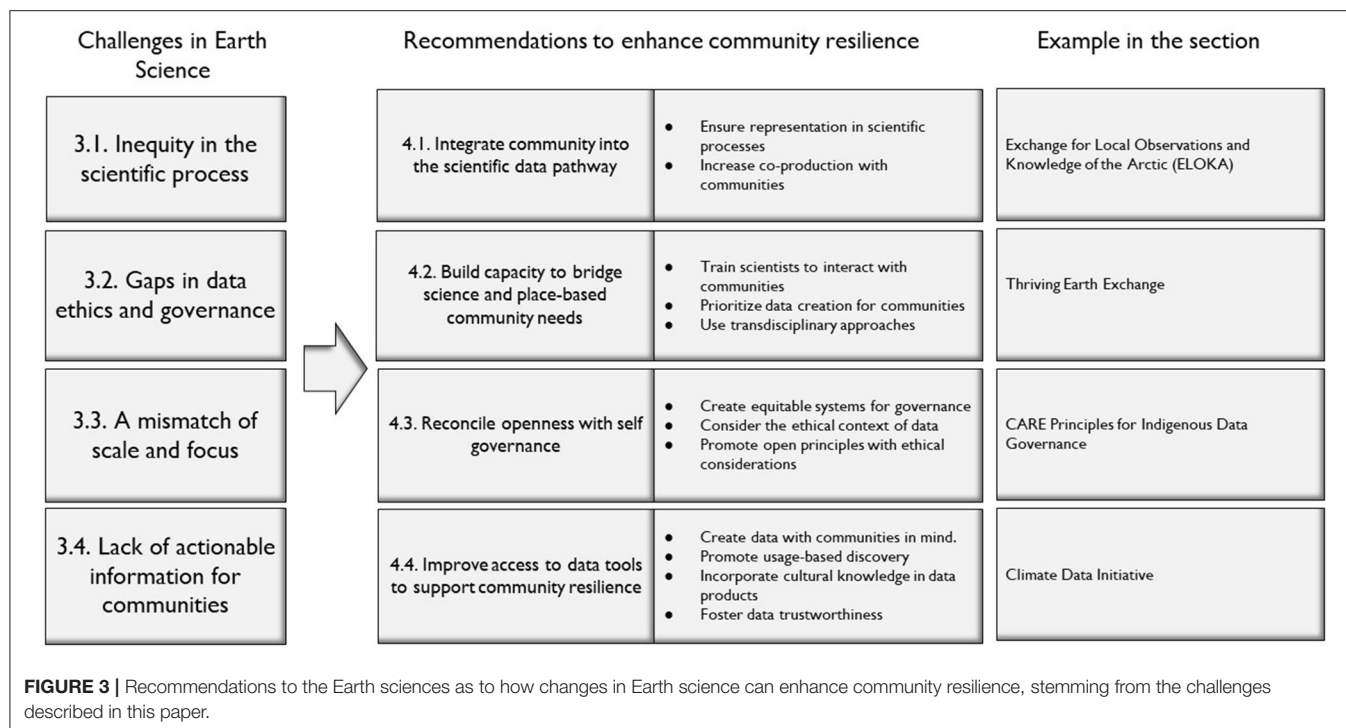 Challenges in Earth
Science
Recommendations to enhance community resilience
Example in the section
3.1. Inequity in the
scientific process
4.1. Integrate community into
the scientific data pathway
● Ensure representation in scientific
processes
● Increase co-production with
communities
Exchange for Local Observations and
Knowledge of the Arctic (ELOKA)
3.2. Gaps in data
ethics and governance
4.2. Build capacity to bridge
science and place-based
community needs
● Train scientists to interact with
communities
● Prioritize data creation for communities
● Use transdisciplinary approaches
Thriving Earth Exchange
3.3. A mismatch of
scale and focus
4.3. Reconcile openness with self
governance
● Create equitable systems for governance
● Consider the ethical context of data
● Promote open principles with ethical
considerations
CARE Principles for Indigenous Data
Governance
3.4. Lack of actionable
information for
communities
4.4. Improve access to data tools
to support community resilience
● Create data with communities in mind.
● Promote usage-based discovery
● Incorporate cultural knowledge in data
products
● Foster data trustworthiness
Climate Data Initiative
FIGURE 3 | Recommendations to the Earth sciences as to how changes in Earth science can enhance community resilience, stemming from the challenges
described in this paper.